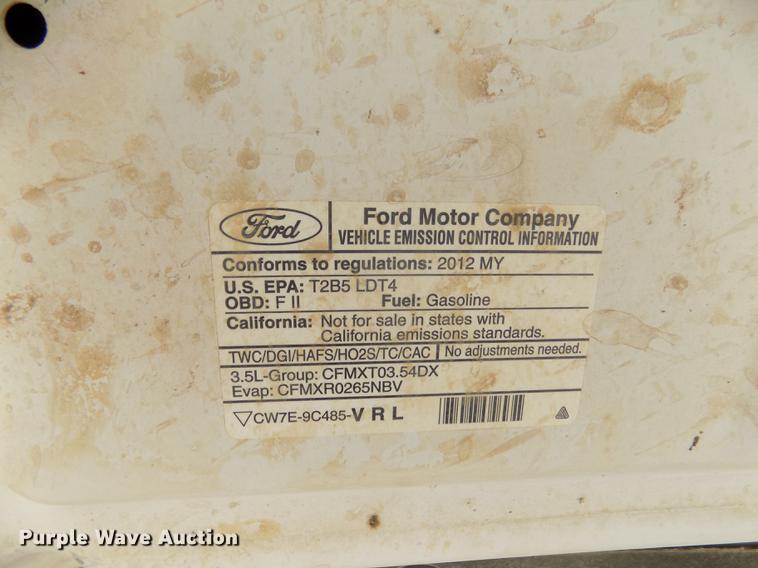 Ford
Ford Motor Company
VEHICLE EMISSION CONTROL INFORMATION
Conforms to regulations: 2012 MY
U.S. EPA: T2B5 LDT4
OBD: F II Fuel: Gasoline
California: Not for sale in states with
California emissions standards.
TWC/DGI/HAFS/HO2S/TC/CAC No adjustments needed.
3.5L-Group: CFMXT03.54DX
Evap: CFMXR0265NBV
CW7E-9C485-V R L
Purple Wave Auction